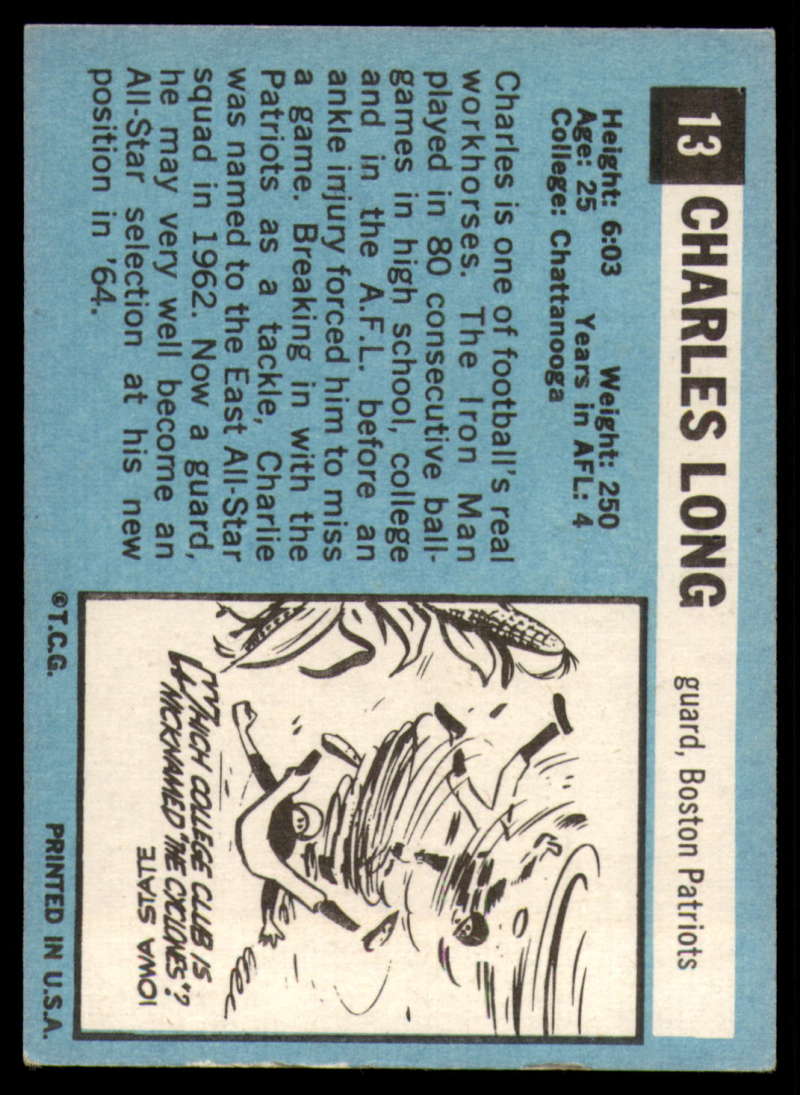 13 CHARLES LONG guard, Boston Patriots
Height: 6:03 Weight: 250
Age: 25 Years in AFL: 4
College: Chattanooga
Charles is one of football's real
workhorses. The Iron Man
played in 80 consecutive ball-
games in high school, college
and in the A.F.L. before an
ankle injury forced him to miss
a game. Breaking in with the
Patriots as a tackle, Charlie
was named to the East All-Star
squad in 1962. Now a guard,
he may very well become an
All-Star selection at his new
position in '64.
WHICH COLLEGE CLUB IS
NICKNAMED "THE CYCLONES"?
IOWA
STATE
©T.C.G. PRINTED IN U.S.A.